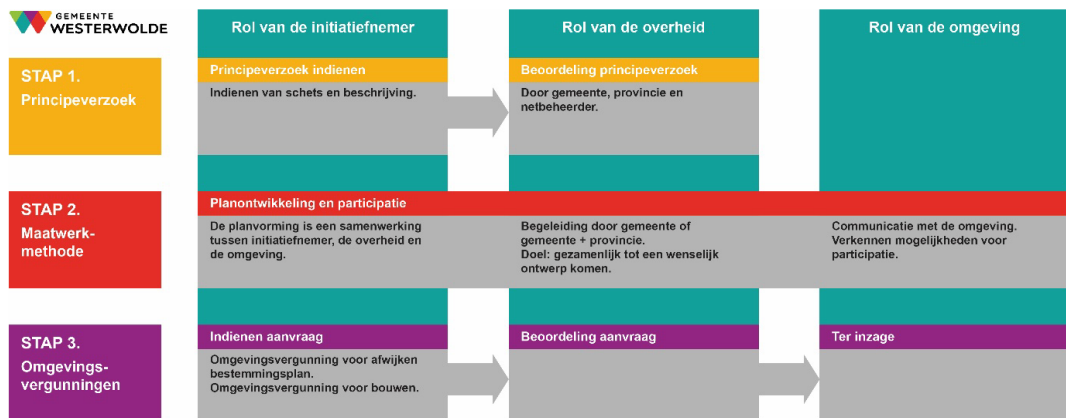 GEMEENTE
WESTERWOLDE
Rol van de initiatiefnemer
Rol van de overheid
Rol van de omgeving
STAP 1.
Principeverzoek
Principeverzoek indienen
Indienen van schets en beschrijving.
Beoordeling principeverzoek
Door gemeente, provincie en
netbeheerder.
STAP 2.
Maatwerk-
methode
Planontwikkeling en participatie
De planvorming is een samenwerking
tussen initiatiefnemer, de overheid en
de omgeving.
Begeleiding door gemeente of
gemeente + provincie.
Doel: gezamenlijk tot een wenselijk
ontwerp komen.
Communicatie met de omgeving.
Verkennen mogelijkheden voor
participatie.
STAP 3.
Omgevings-
vergunningen
Indienen aanvraag
Omgevingsvergunning voor afwijken
bestemmingsplan.
Omgevingsvergunning voor bouwen.
Beoordeling aanvraag
Ter inzage